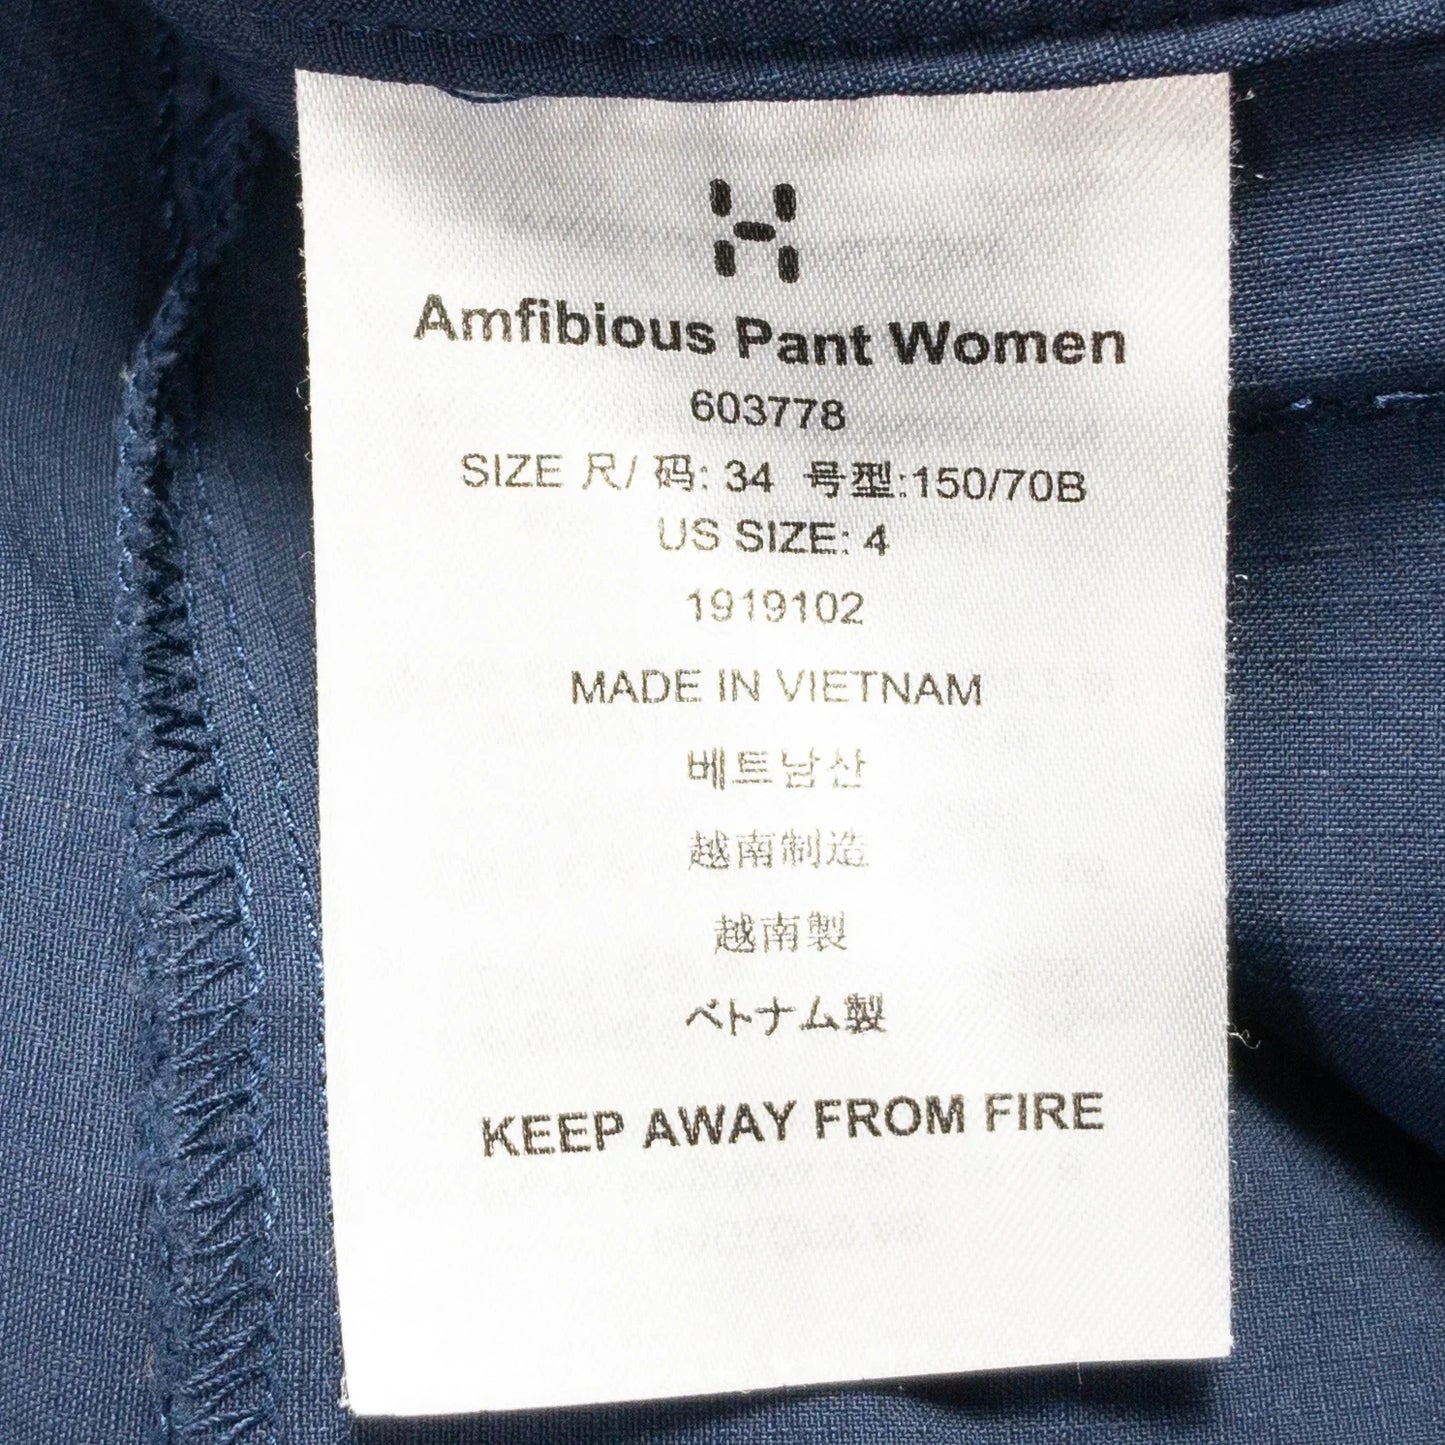 Amfibious Pant Women
603778
SIZE 尺/ 码: 34 号型:150/70B
US SIZE: 4
1919102
MADE IN VIETNAM
베트남산
越南制造
越南製
ベトナム製
KEEP AWAY FROM FIRE